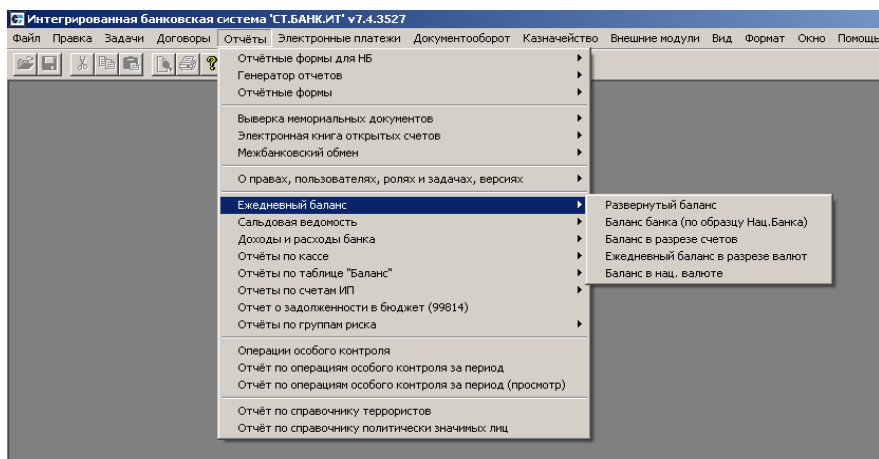 Интегрированная банковская система 'СТ.БАНК.ИТ' v7.4.3527
Файл Правка Задачи Договоры Отчёты Электронные платежи Документооборот Казначейство Внешние модули Вид Формат Окно Помощь
Отчётные формы для НБ
Генератор отчетов
Отчётные формы
Выверка мемориальных документов
Электронная книга открытых счетов
Межбанковский обмен
О правах, пользователях, ролях и задачах, версиях
Ежедневный баланс
Сальдовая ведомость
Доходы и расходы банка
Отчёты по кассе
Отчёты по таблице "Баланс"
Отчеты по счетам ИП
Отчет о задолженности в бюджет (99814)
Отчёты по группам риска
Операции особого контроля
Отчёт по операциям особого контроля за период
Отчёт по операциям особого контроля за период (просмотр)
Отчёт по справочнику террористов
Отчёт по справочнику политически значимых лиц
Развернутый баланс
Баланс банка (по образцу Нац.Банка)
Баланс в разрезе счетов
Ежедневный баланс в разрезе валют
Баланс в нац. валюте